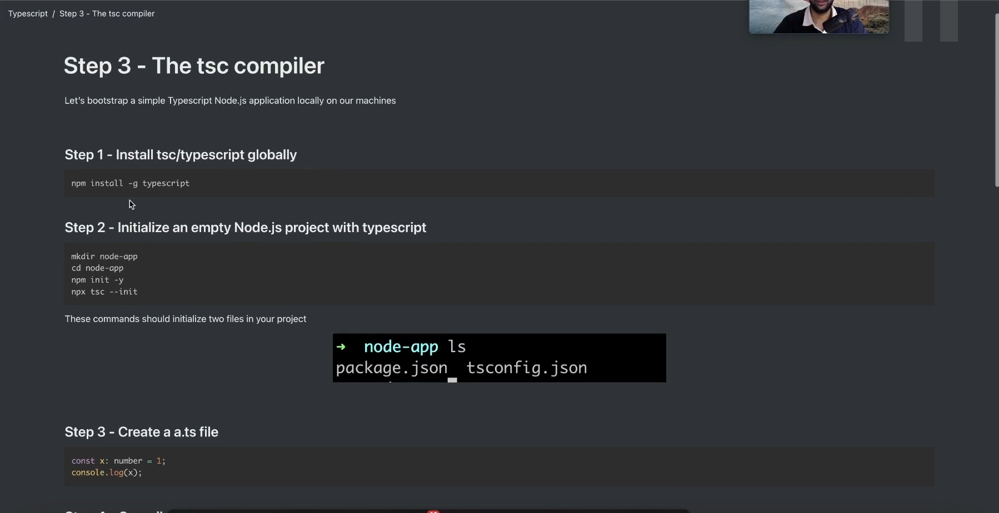 Typescript / Step 3 - The tsc compiler
Step 3 - The tsc compiler
Let's bootstrap a simple Typescript Node.js application locally on our machines
Step 1 - Install tsc/typescript globally
npm install -g typescript
Step 2 - Initialize an empty Node.js project with typescript
mkdir node-app
cd node-app
npm init -y
npx tsc --init
These commands should initialize two files in your project
➜ node-app ls
package.json tsconfig.json
Step 3 - Create a a.ts file
const x: number = 1;
console.log(x);